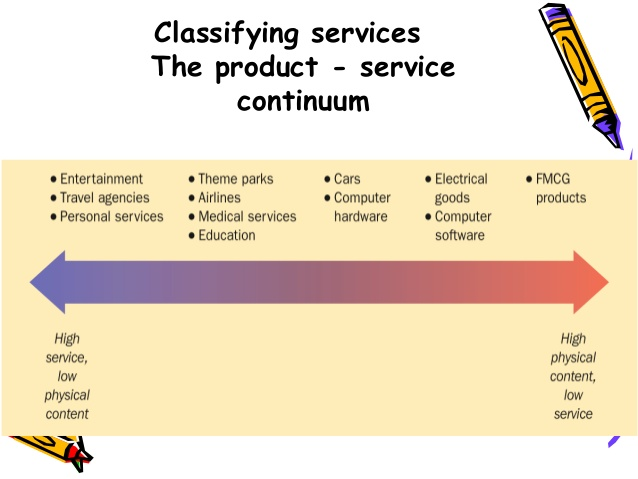 Classifying services
The product - service
continuum
• Entertainment
• Travel agencies
• Personal services
• Theme parks
• Airlines
• Medical services
• Education
• Cars
• Computer
hardware
• Electrical
goods
• Computer
software
• FMCG
products
High
service,
low
physical
content
High
physical
content,
low
service